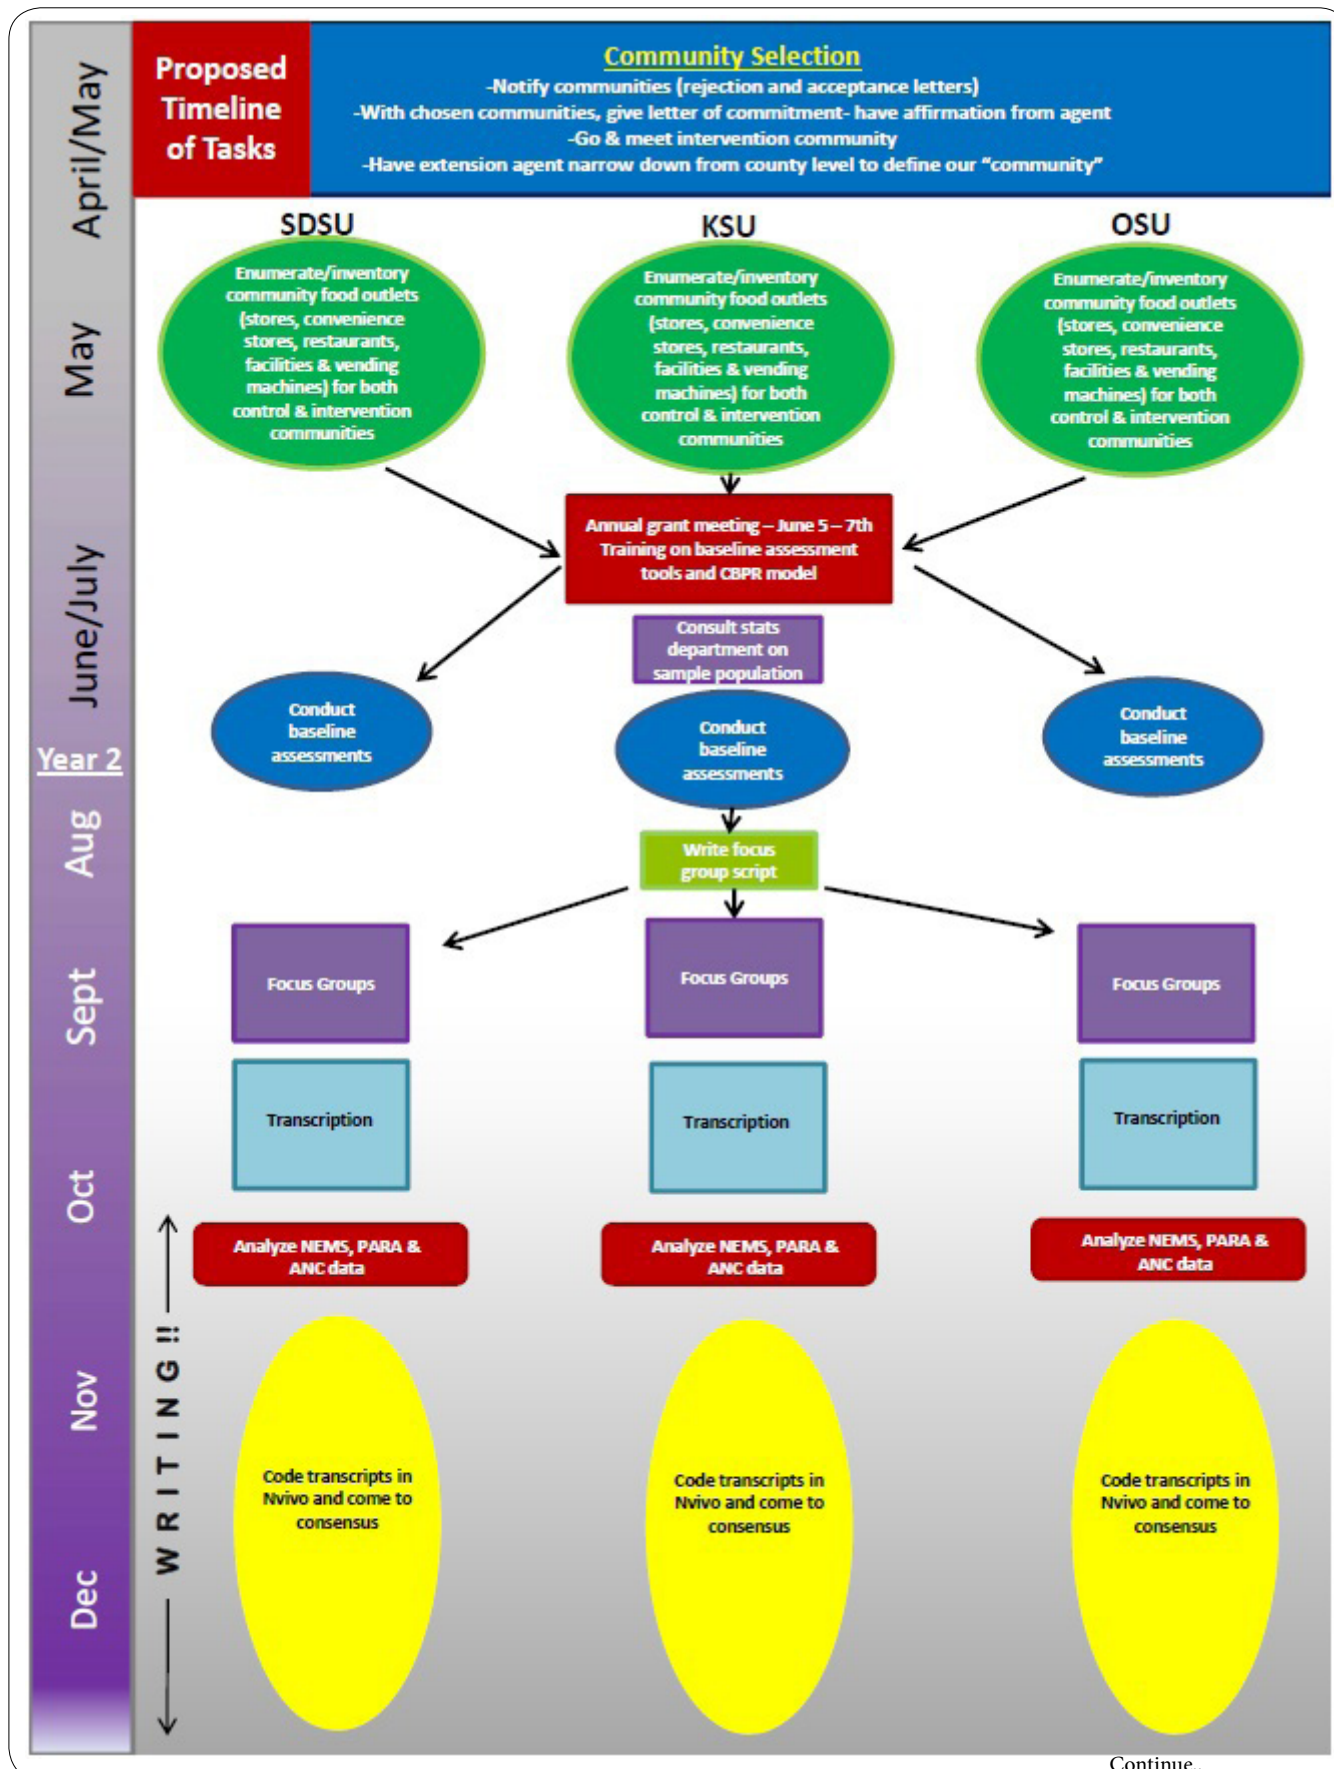 April/May
Proposed
Timeline
of Tasks
Community Selection
-Notify communities (rejection and acceptance letters)
-With chosen communities, give letter of commitment- have affirmation from agent
-Go & meet intervention community
-Have extension agent narrow down from county level to define our “community”
SDSU
KSU
OSU
May
Enumerate/inventory
community food outlets
(stores, convenience
stores, restaurants,
facilities & vending
machines) for both
control & intervention
communities
Enumerate/inventory
community food outlets
(stores, convenience
stores, restaurants,
facilities & vending
machines) for both
control & intervention
communities
Enumerate/inventory
community food outlets
(stores, convenience
stores, restaurants,
facilities & vending
machines) for both
control & intervention
communities
June/July
Annual grant meeting – June 5 – 7th
Training on baseline assessment
tools and CBPR model
Consult stats
department on
sample population
Conduct
baseline
assessments
Conduct
baseline
assessments
Conduct
baseline
assessments
Year 2
Aug
Write focus
group script
Sept
Focus Groups
Focus Groups
Focus Groups
Transcription
Transcription
Transcription
Oct
Analyze NEMS, PARA &
ANC data
Analyze NEMS, PARA &
ANC data
Analyze NEMS, PARA &
ANC data
WRITING!!
Nov
Code transcripts in
Nvivo and come to
consensus
Code transcripts in
Nvivo and come to
consensus
Code transcripts in
Nvivo and come to
consensus
Dec
Continue..